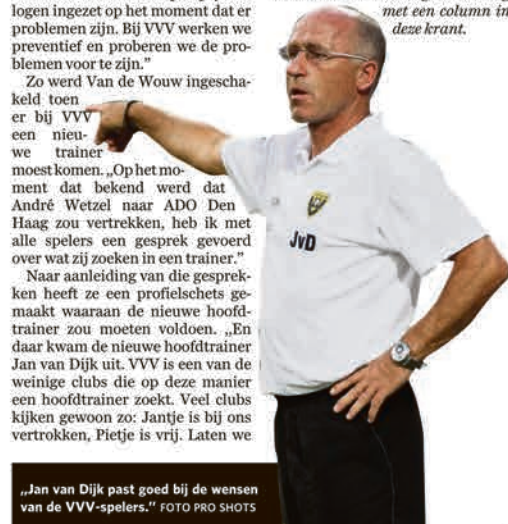 logen ingezet op het moment dat er
problemen zijn. Bij VVV werken we
preventief en proberen we de pro-
blemen voor te zijn.”
Zo werd Van de Wouw ingescha-
keld toen
er bij VVV
een nieu-
we trainer
moest komen. „Op het mo-
ment dat bekend werd dat
André Wetzel naar ADO Den
Haag zou vertrekken, heb ik met
alle spelers een gesprek gevoerd
over wat zij zoeken in een trainer.”
Naar aanleiding van die gesprek-
ken heeft ze een profielschets ge-
maakt waaraan de nieuwe hoofd-
trainer zou moeten voldoen. „En
daar kwam de nieuwe hoofdtrainer
Jan van Dijk uit. VVV is een van de
weinige clubs die op deze manier
een hoofdtrainer zoekt. Veel clubs
kijken gewoon zo: Jantje is bij ons
vertrokken, Pietje is vrij. Laten we
met een column in
deze krant.
JvD
„Jan van Dijk past goed bij de wensen
van de VVV-spelers.” FOTO PRO SHOTS